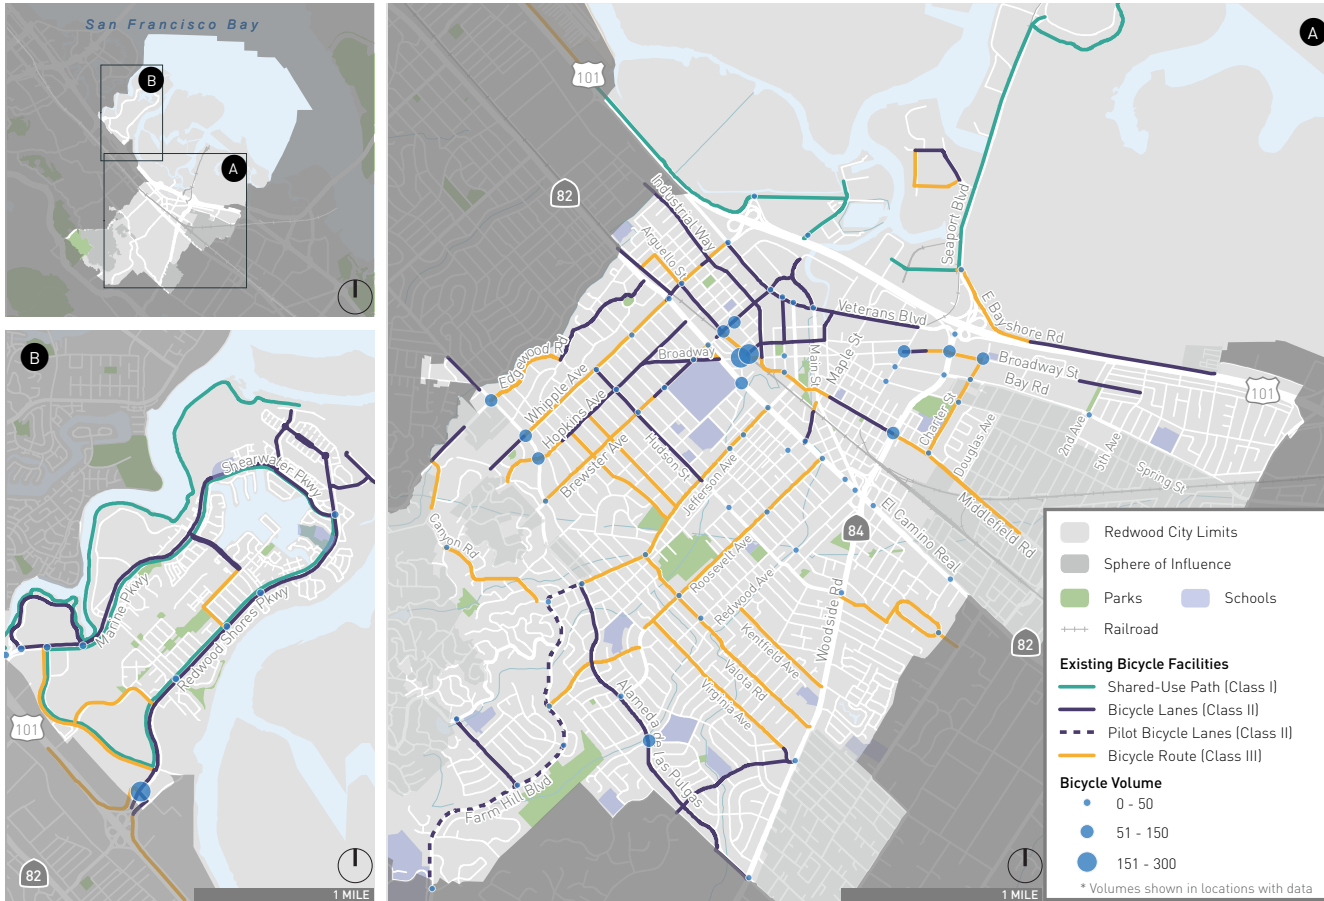 San Francisco Bay
B
A
B
Shearwater Pkwy
Marine Pkwy
Redwood Shores Pkwy
101
82
1 MILE
A
101
82
Industrial Way
Arguello St
Seaport Blvd
E Bayshore Rd
Veterans Blvd
Edgewood Rd
Whipple Ave
Broadway
Main St
Maple St
Broadway St
Bay Rd
101
Hopkins Ave
Brewster Ave
Hudson St
Jefferson Ave
Charter St
Douglas Ave
2nd Ave
5th Ave
Spring St
Middlefield Rd
El Camino Real
84
Canyon Rd
Roosevelt Ave
Redwood Ave
Kentfield Ave
Valota Rd
Virginia Ave
Woodside Rd
82
Alameda de Las Pulgas
Farm Hill Blvd
1 MILE
Redwood City Limits
Sphere of Influence
Parks
Schools
Railroad
Existing Bicycle Facilities
Shared-Use Path (Class I)
Bicycle Lanes (Class II)
Pilot Bicycle Lanes (Class II)
Bicycle Route (Class III)
Bicycle Volume
0 - 50
51 - 150
151 - 300
* Volumes shown in locations with data